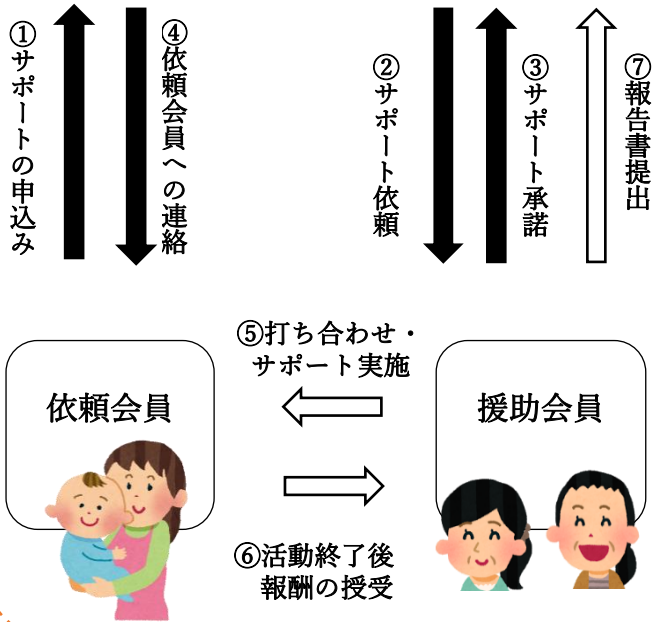 ①サポートの申込み
④依頼会員への連絡
②サポート依頼
③サポート承諾
⑦報告書提出
⑤打ち合わせ・
サポート実施
依頼会員
援助会員
⑥活動終了後
報酬の授受